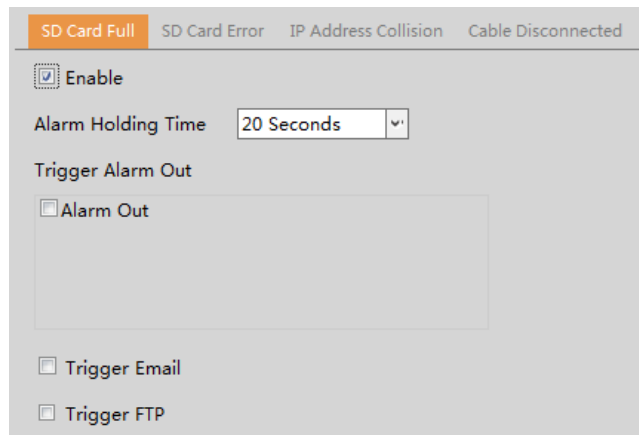 SD Card Full SD Card Error IP Address Collision Cable Disconnected
Enable
Alarm Holding Time 20 Seconds
Trigger Alarm Out
Alarm Out
Trigger Email
Trigger FTP